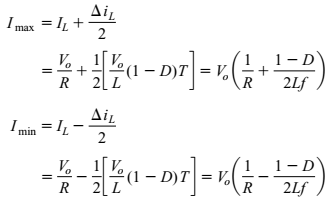 I_max = I_L + Δi_L / 2
= V_o / R + 1/2 [ V_o / L (1 − D)T ] = V_o ( 1 / R + (1 − D) / 2Lf )
I_min = I_L − Δi_L / 2
= V_o / R − 1/2 [ V_o / L (1 − D)T ] = V_o ( 1 / R − (1 − D) / 2Lf )